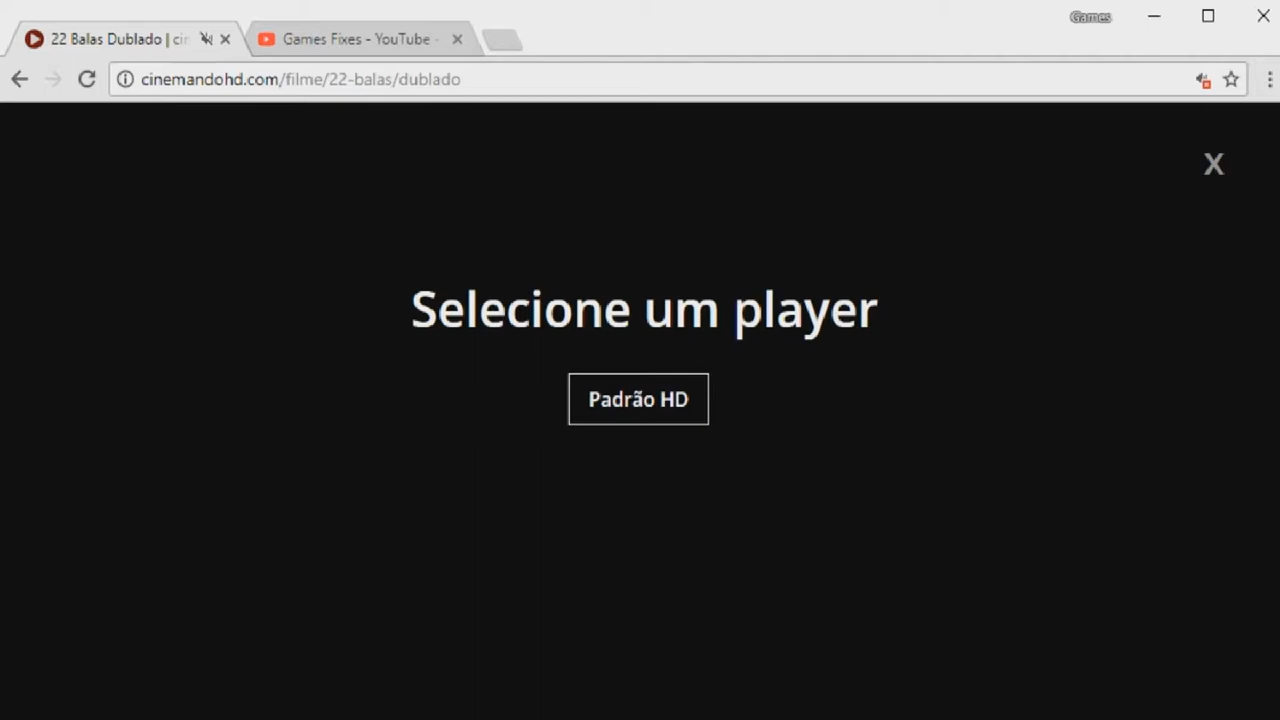 Games
22 Balas Dublado | cin
Games Fixes - YouTube -
cinemandohd.com/filme/22-balas/dublado
X
Selecione um player
Padrão HD